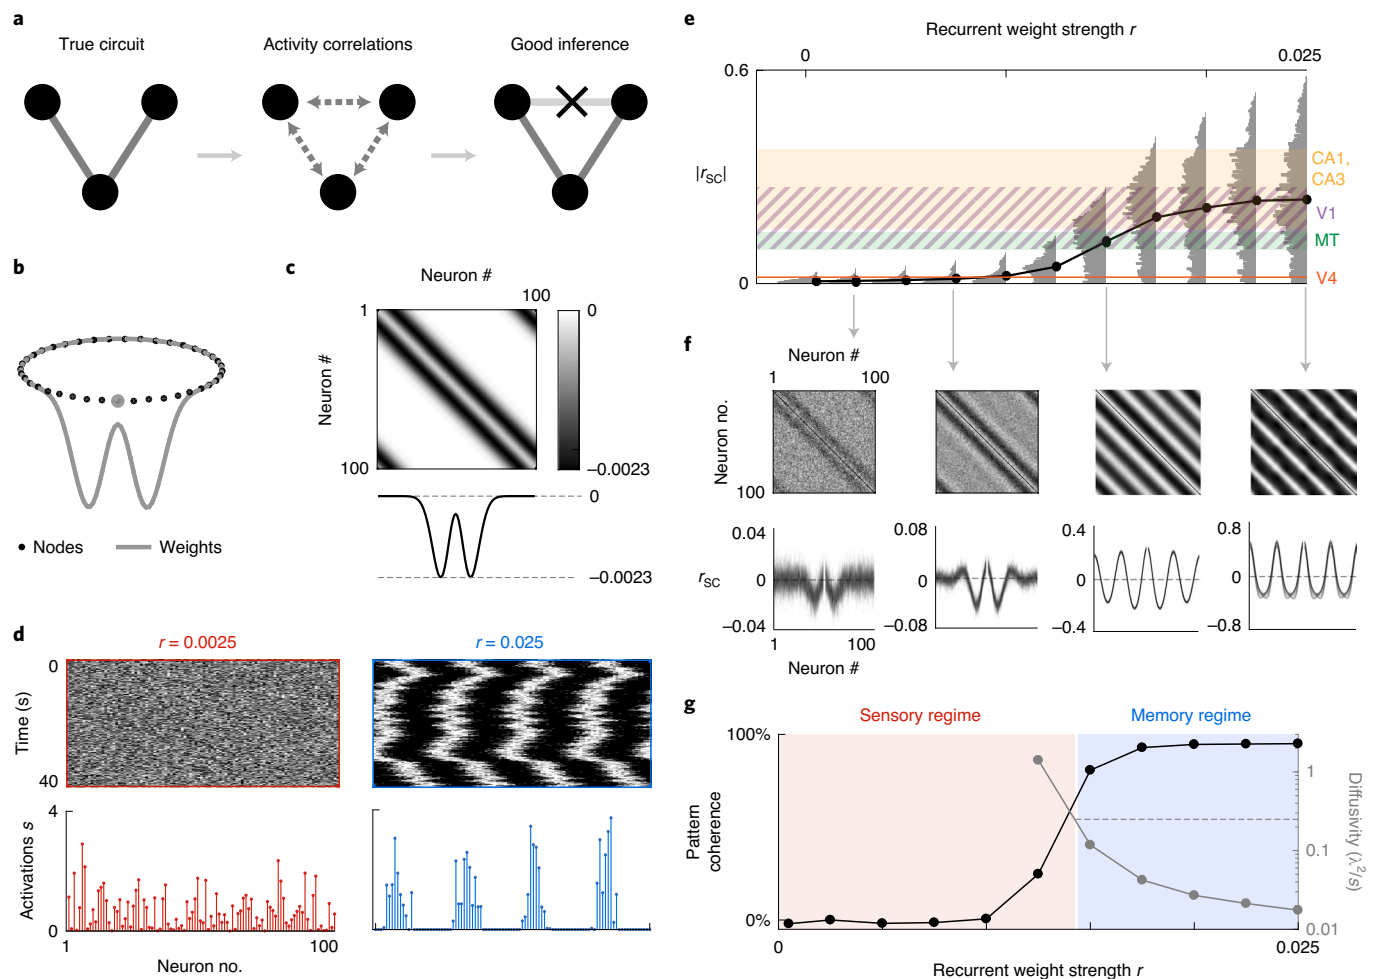 a
True circuit
Activity correlations
Good inference
b
Nodes
Weights
c
Neuron #
100
1
0
Neuron #
100
−0.0023
0
−0.0023
d
r = 0.0025
r = 0.025
0
Time (s)
40
4
Activations s
0
1
100
Neuron no.
e
Recurrent weight strength r
0
0.025
0.6
|rSC|
0
CA1,
CA3
V1
MT
V4
f
Neuron #
1
100
Neuron no.
100
0.04
0.08
0.4
0.8
rSC
0
0
0
0
−0.04
−0.08
−0.4
−0.8
1
100
Neuron #
g
Sensory regime
Memory regime
100%
Pattern
coherence
0%
1
0.1
0.01
Diffusivity (λ²/s)
0
0.025
Recurrent weight strength r